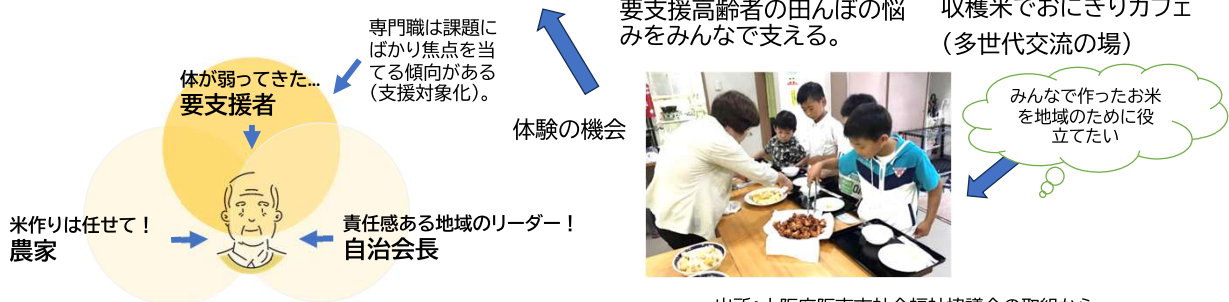 専門職は課題に
ばかり焦点を当
てる傾向がある
（支援対象化）。
体が弱ってきた…
要支援者
米作りは任せて！
農家
責任感ある地域のリーダー！
自治会長
体験の機会
要支援高齢者の田んぼの悩
みをみんなで支える。
収穫米でおにぎりカフェ
（多世代交流の場）
みんなで作ったお米
を地域のために役
立てたい